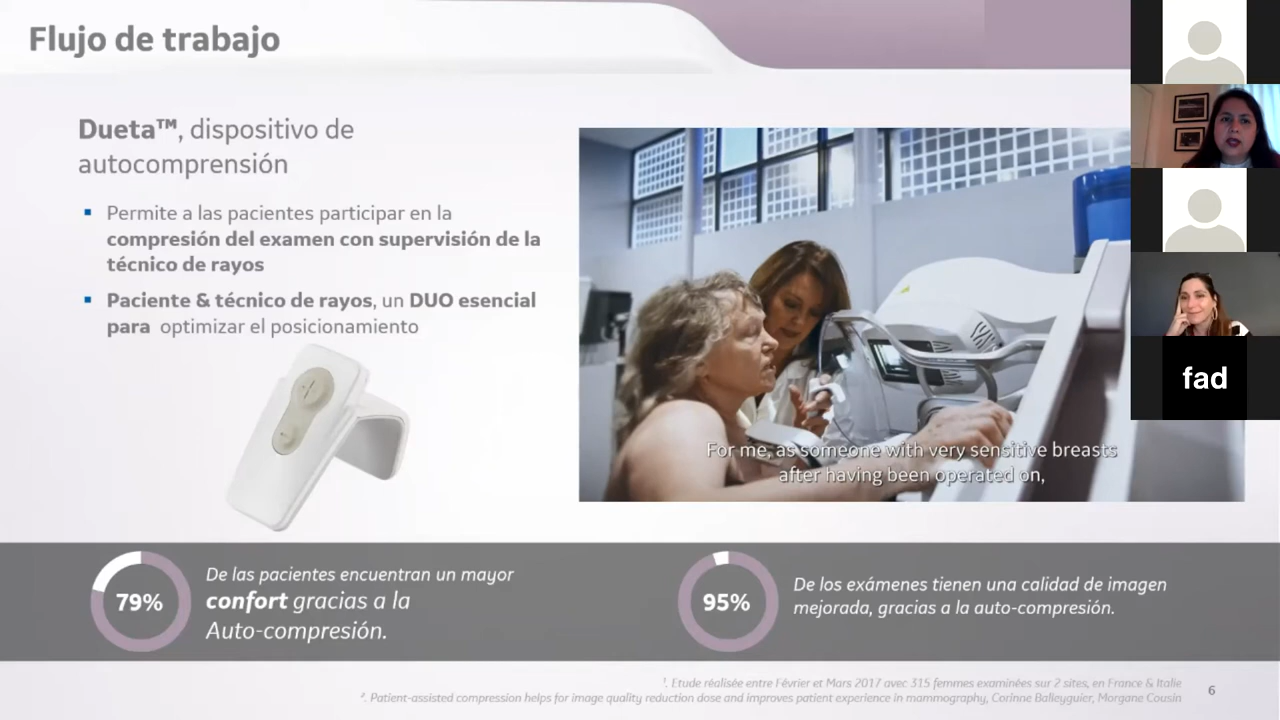 Flujo de trabajo
Dueta™, dispositivo de
autocomprensión
Permite a las pacientes participar en la
compresión del examen con supervisión de la
técnico de rayos
Paciente & técnico de rayos, un DUO esencial
para optimizar el posicionamiento
For me, as someone with very sensitive breasts
after having been operated on,
fad
79%
De las pacientes encuentran un mayor
confort gracias a la
Auto-compresión.
95%
De los exámenes tienen una calidad de imagen
mejorada, gracias a la auto-compresión.
¹. Etude réalisée entre Février et Mars 2017 avec 315 femmes examinées sur 2 sites, en France & Italie
². Patient-assisted compression helps for image quality reduction dose and improves patient experience in mammography, Corinne Balleyguier, Morgane Cousin
6